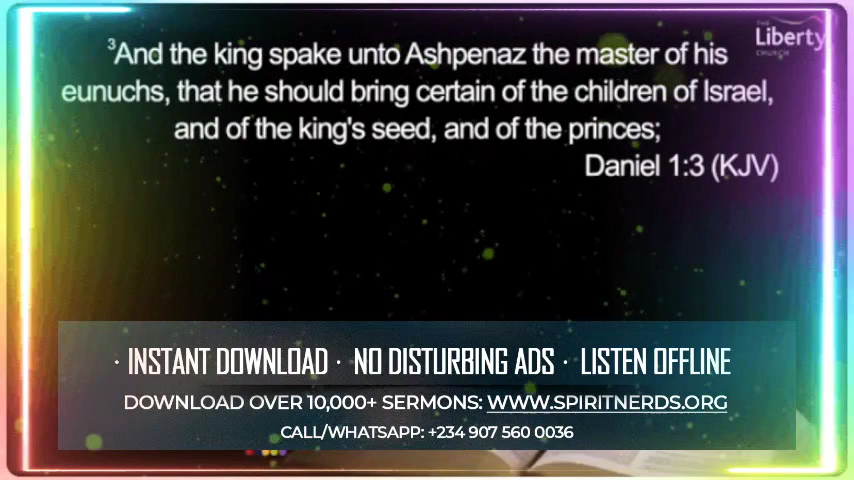 THE
Liberty
CHURCH
³And the king spake unto Ashpenaz the master of his
eunuchs, that he should bring certain of the children of Israel,
and of the king's seed, and of the princes;
Daniel 1:3 (KJV)
· INSTANT DOWNLOAD · NO DISTURBING ADS · LISTEN OFFLINE
DOWNLOAD OVER 10,000+ SERMONS: WWW.SPIRITNERDS.ORG
CALL/WHATSAPP: +234 907 560 0036